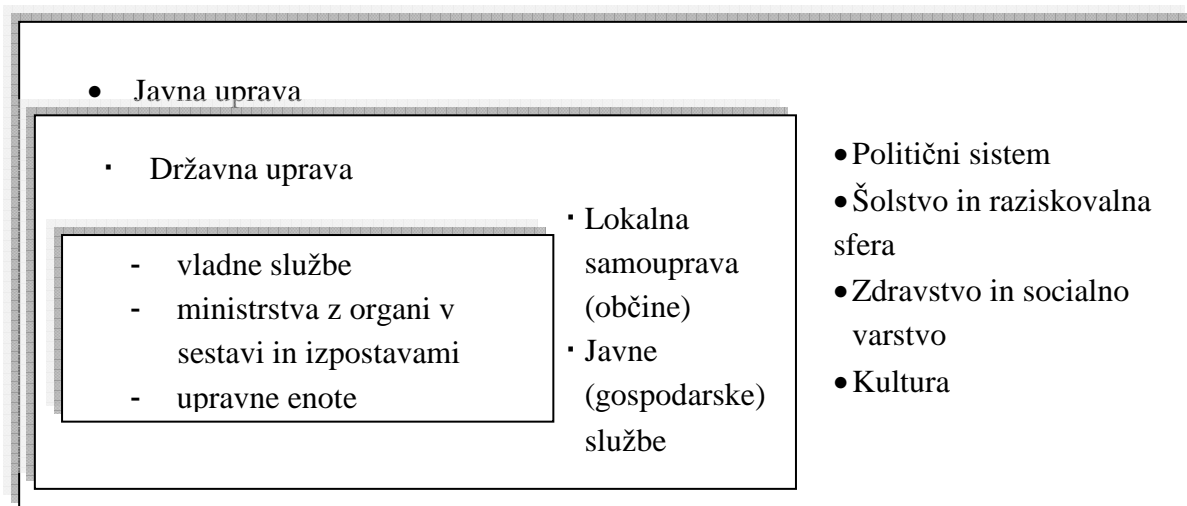 • Javna uprava
▪ Državna uprava
- vladne službe
- ministrstva z organi v
sestavi in izpostavami
- upravne enote
▪ Lokalna
samouprava
(občine)
▪ Javne
(gospodarske)
službe
• Politični sistem
• Šolstvo in raziskovalna
sfera
• Zdravstvo in socialno
varstvo
• Kultura